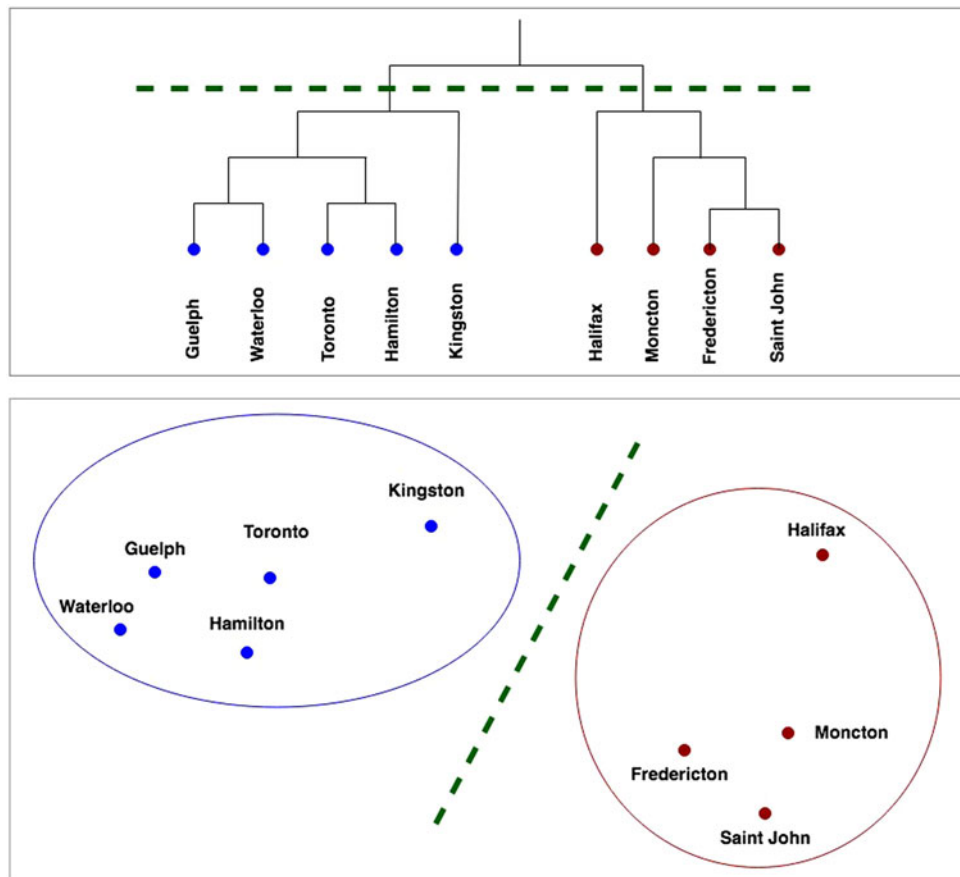 Guelph
Waterloo
Toronto
Hamilton
Kingston
Halifax
Moncton
Fredericton
Saint John
Kingston
Toronto
Halifax
Guelph
Waterloo
Hamilton
Moncton
Fredericton
Saint John